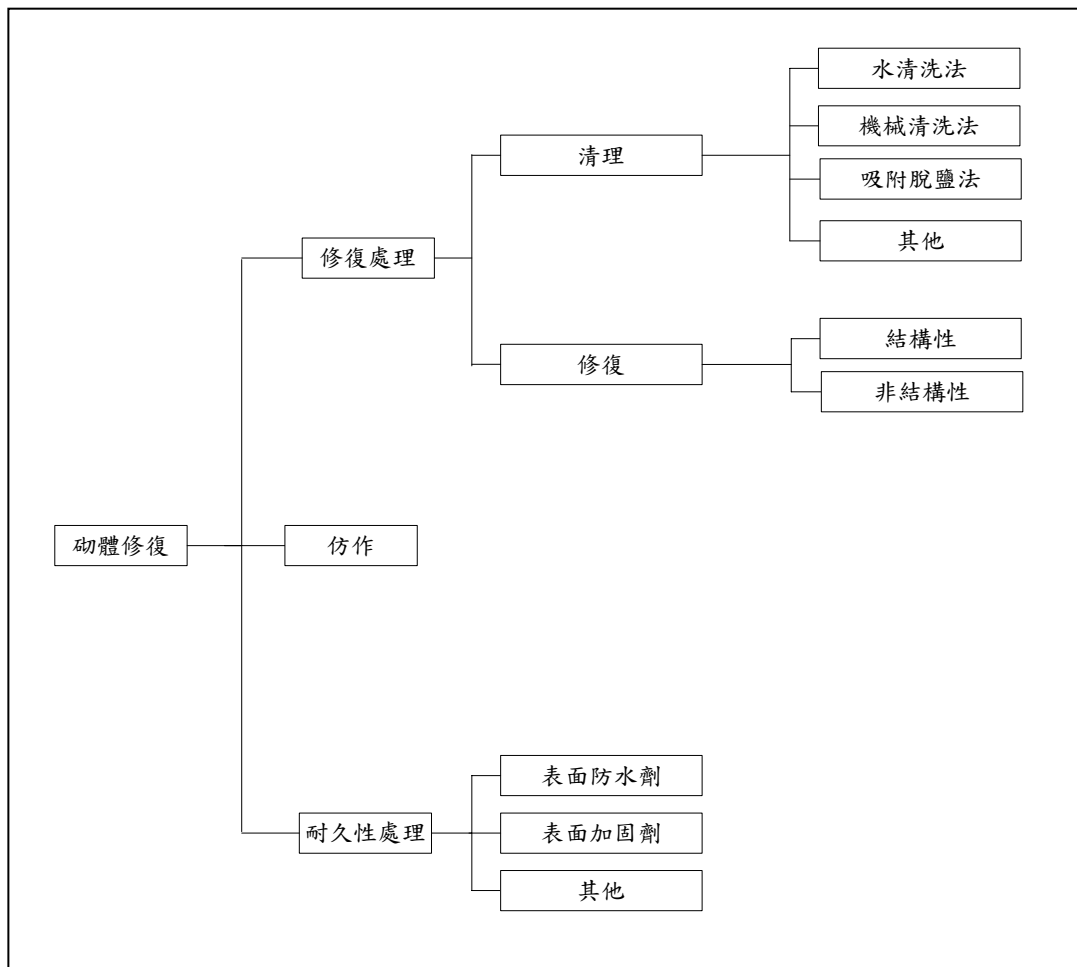 水清洗法
機械清洗法
清理
吸附脫鹽法
其他
修復處理
結構性
修復
非結構性
砌體修復
仿作
表面防水劑
耐久性處理
表面加固劑
其他